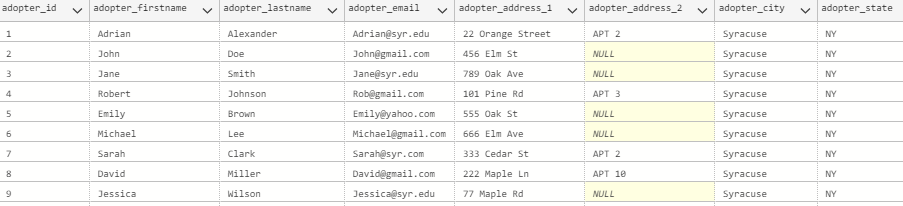 adopter_id adopter_firstname adopter_lastname adopter_email adopter_address_1 adopter_address_2 adopter_city adopter_state
1 Adrian Alexander Adrian@syr.edu 22 Orange Street APT 2 Syracuse NY
2 John Doe John@gmail.com 456 Elm St NULL Syracuse NY
3 Jane Smith Jane@syr.edu 789 Oak Ave NULL Syracuse NY
4 Robert Johnson Rob@gmail.com 101 Pine Rd APT 3 Syracuse NY
5 Emily Brown Emily@yahoo.com 555 Oak St NULL Syracuse NY
6 Michael Lee Michael@gmail.com 666 Elm Ave NULL Syracuse NY
7 Sarah Clark Sarah@syr.com 333 Cedar St APT 2 Syracuse NY
8 David Miller David@gmail.com 222 Maple Ln APT 10 Syracuse NY
9 Jessica Wilson Jessica@syr.edu 77 Maple Rd NULL Syracuse NY